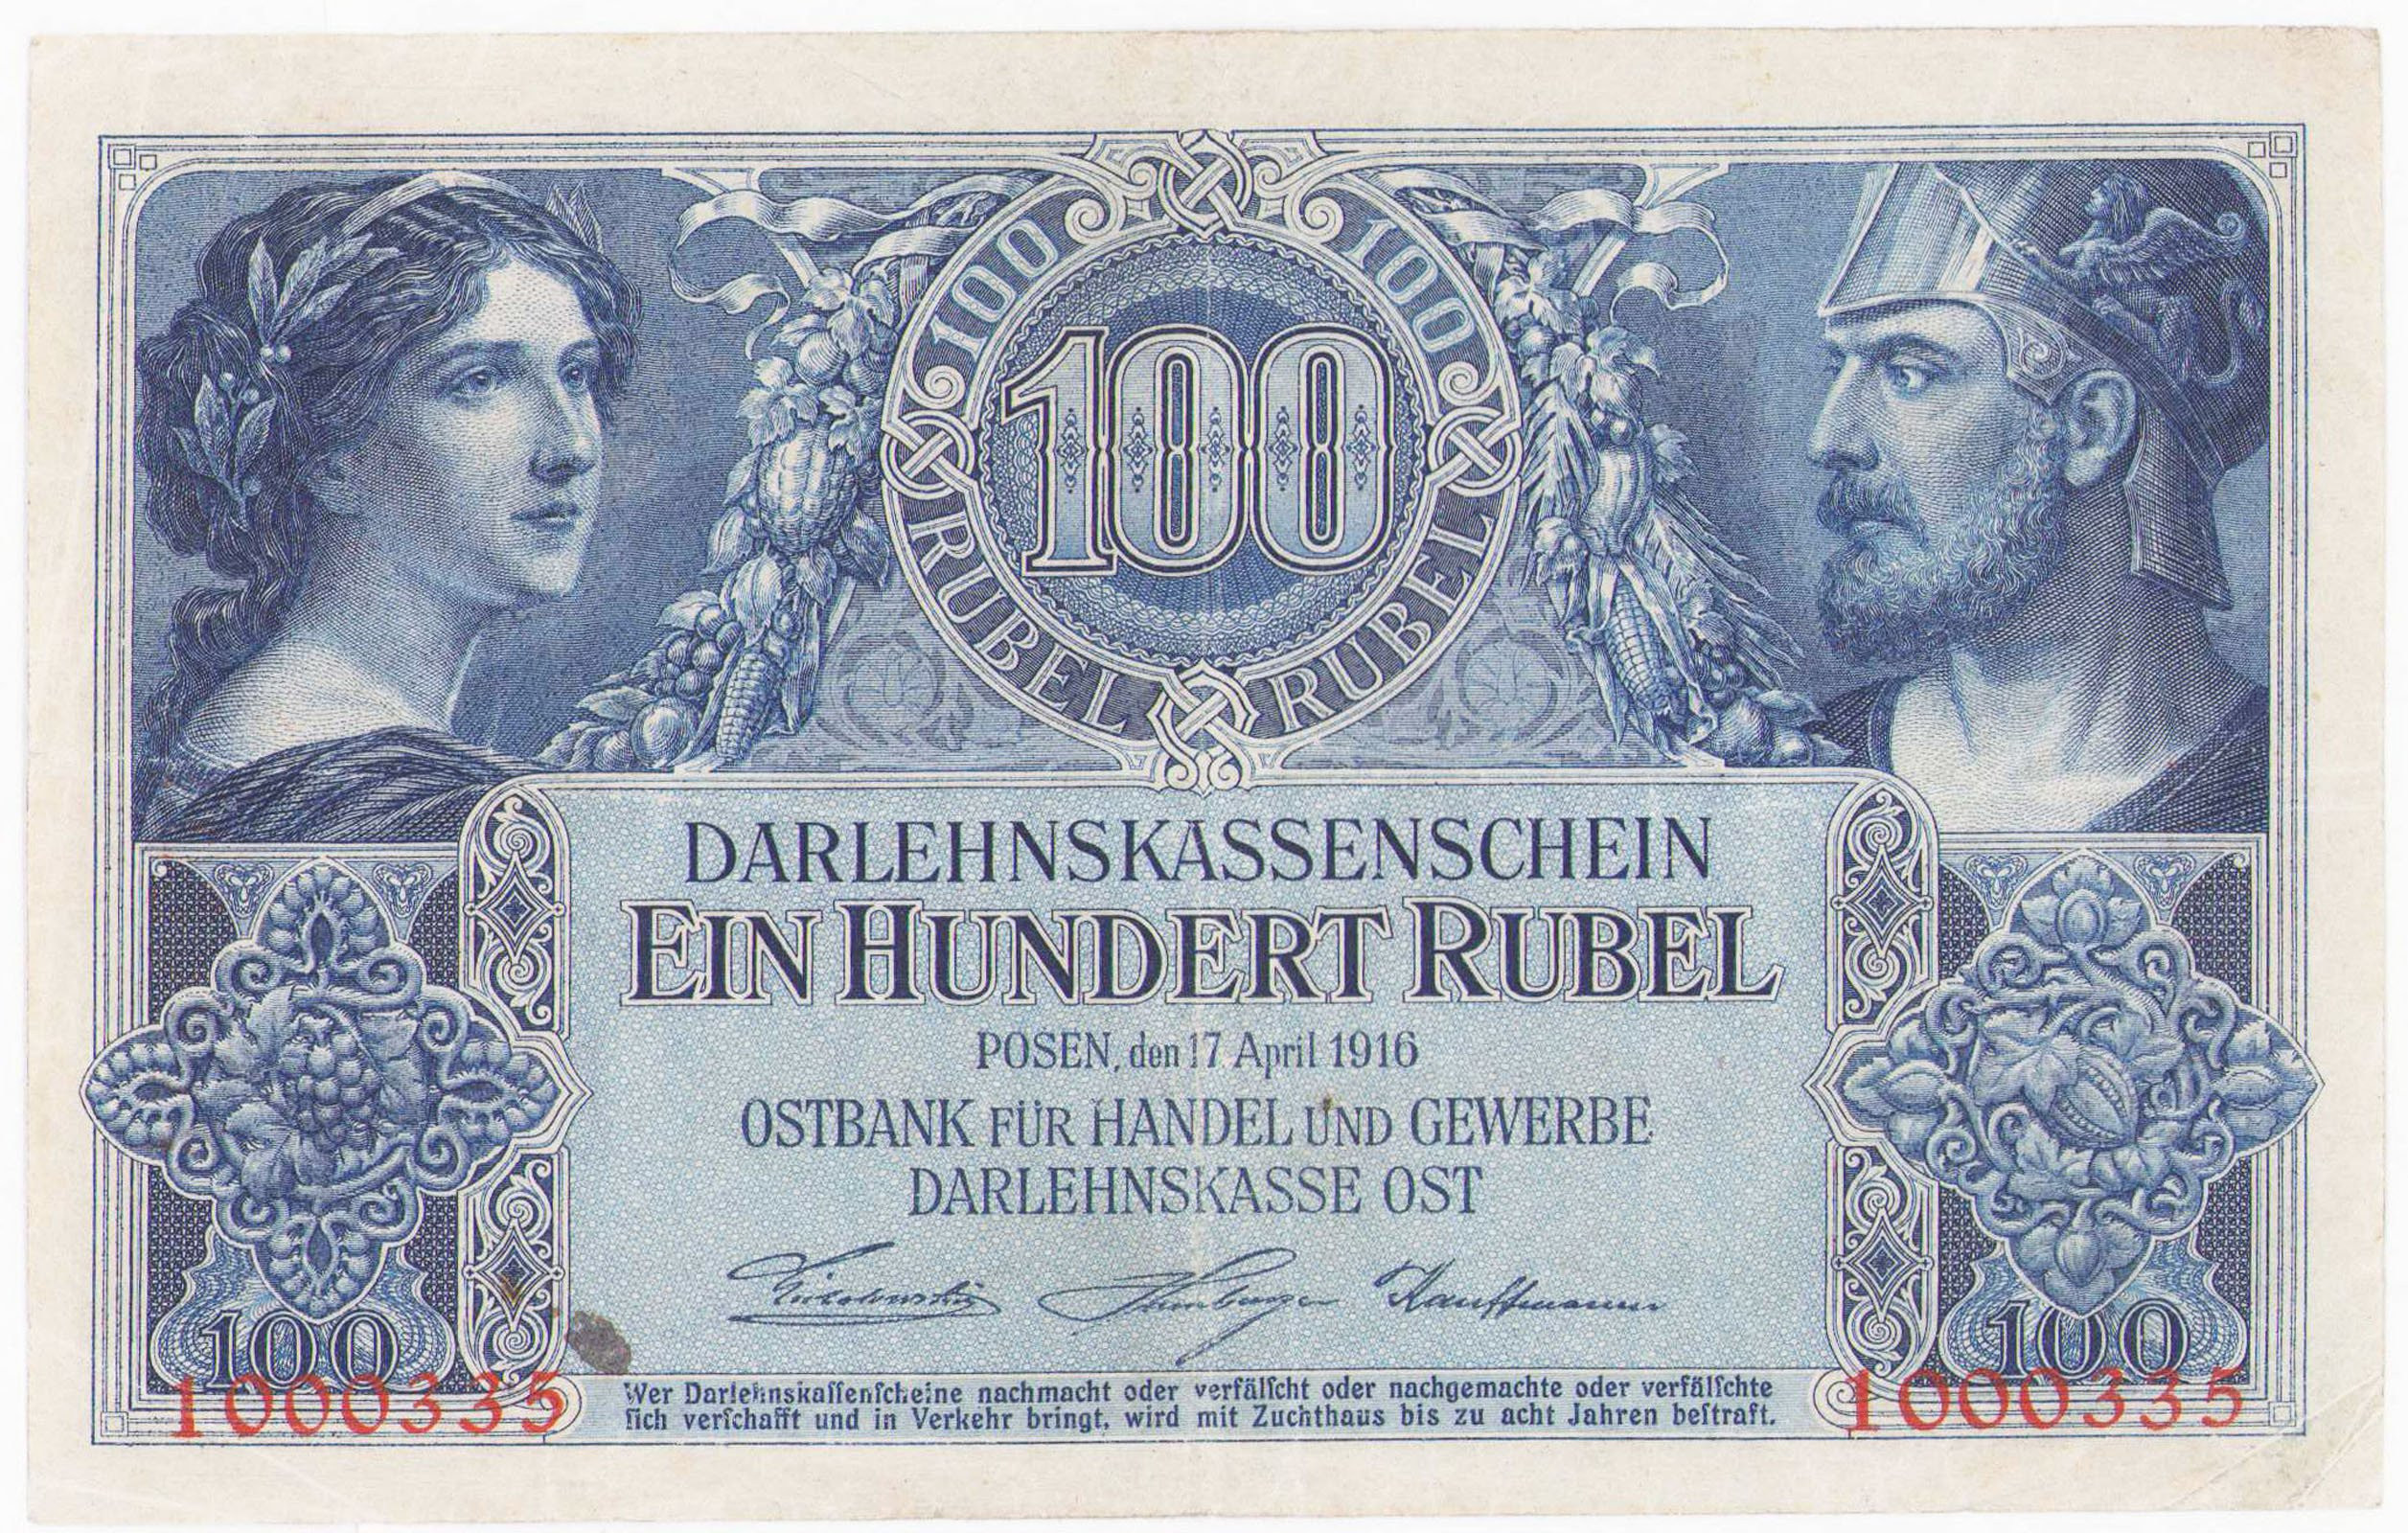 100 100
100
RUBEL RUBEL
DARLEHNSKASSENSCHEIN
EIN HUNDERT RUBEL
POSEN, den 17. April 1916
OSTBANK FÜR HANDEL UND GEWERBE
DARLEHNSKASSE OST
Kauffmann
100 100
1000335 1000335
Wer Darlehnskaſſenſcheine nachmacht oder verfälſcht oder nachgemachte oder verfälſchte
ſich verſchafft und in Verkehr bringt, wird mit Zuchthaus bis zu acht Jahren beſtraft.